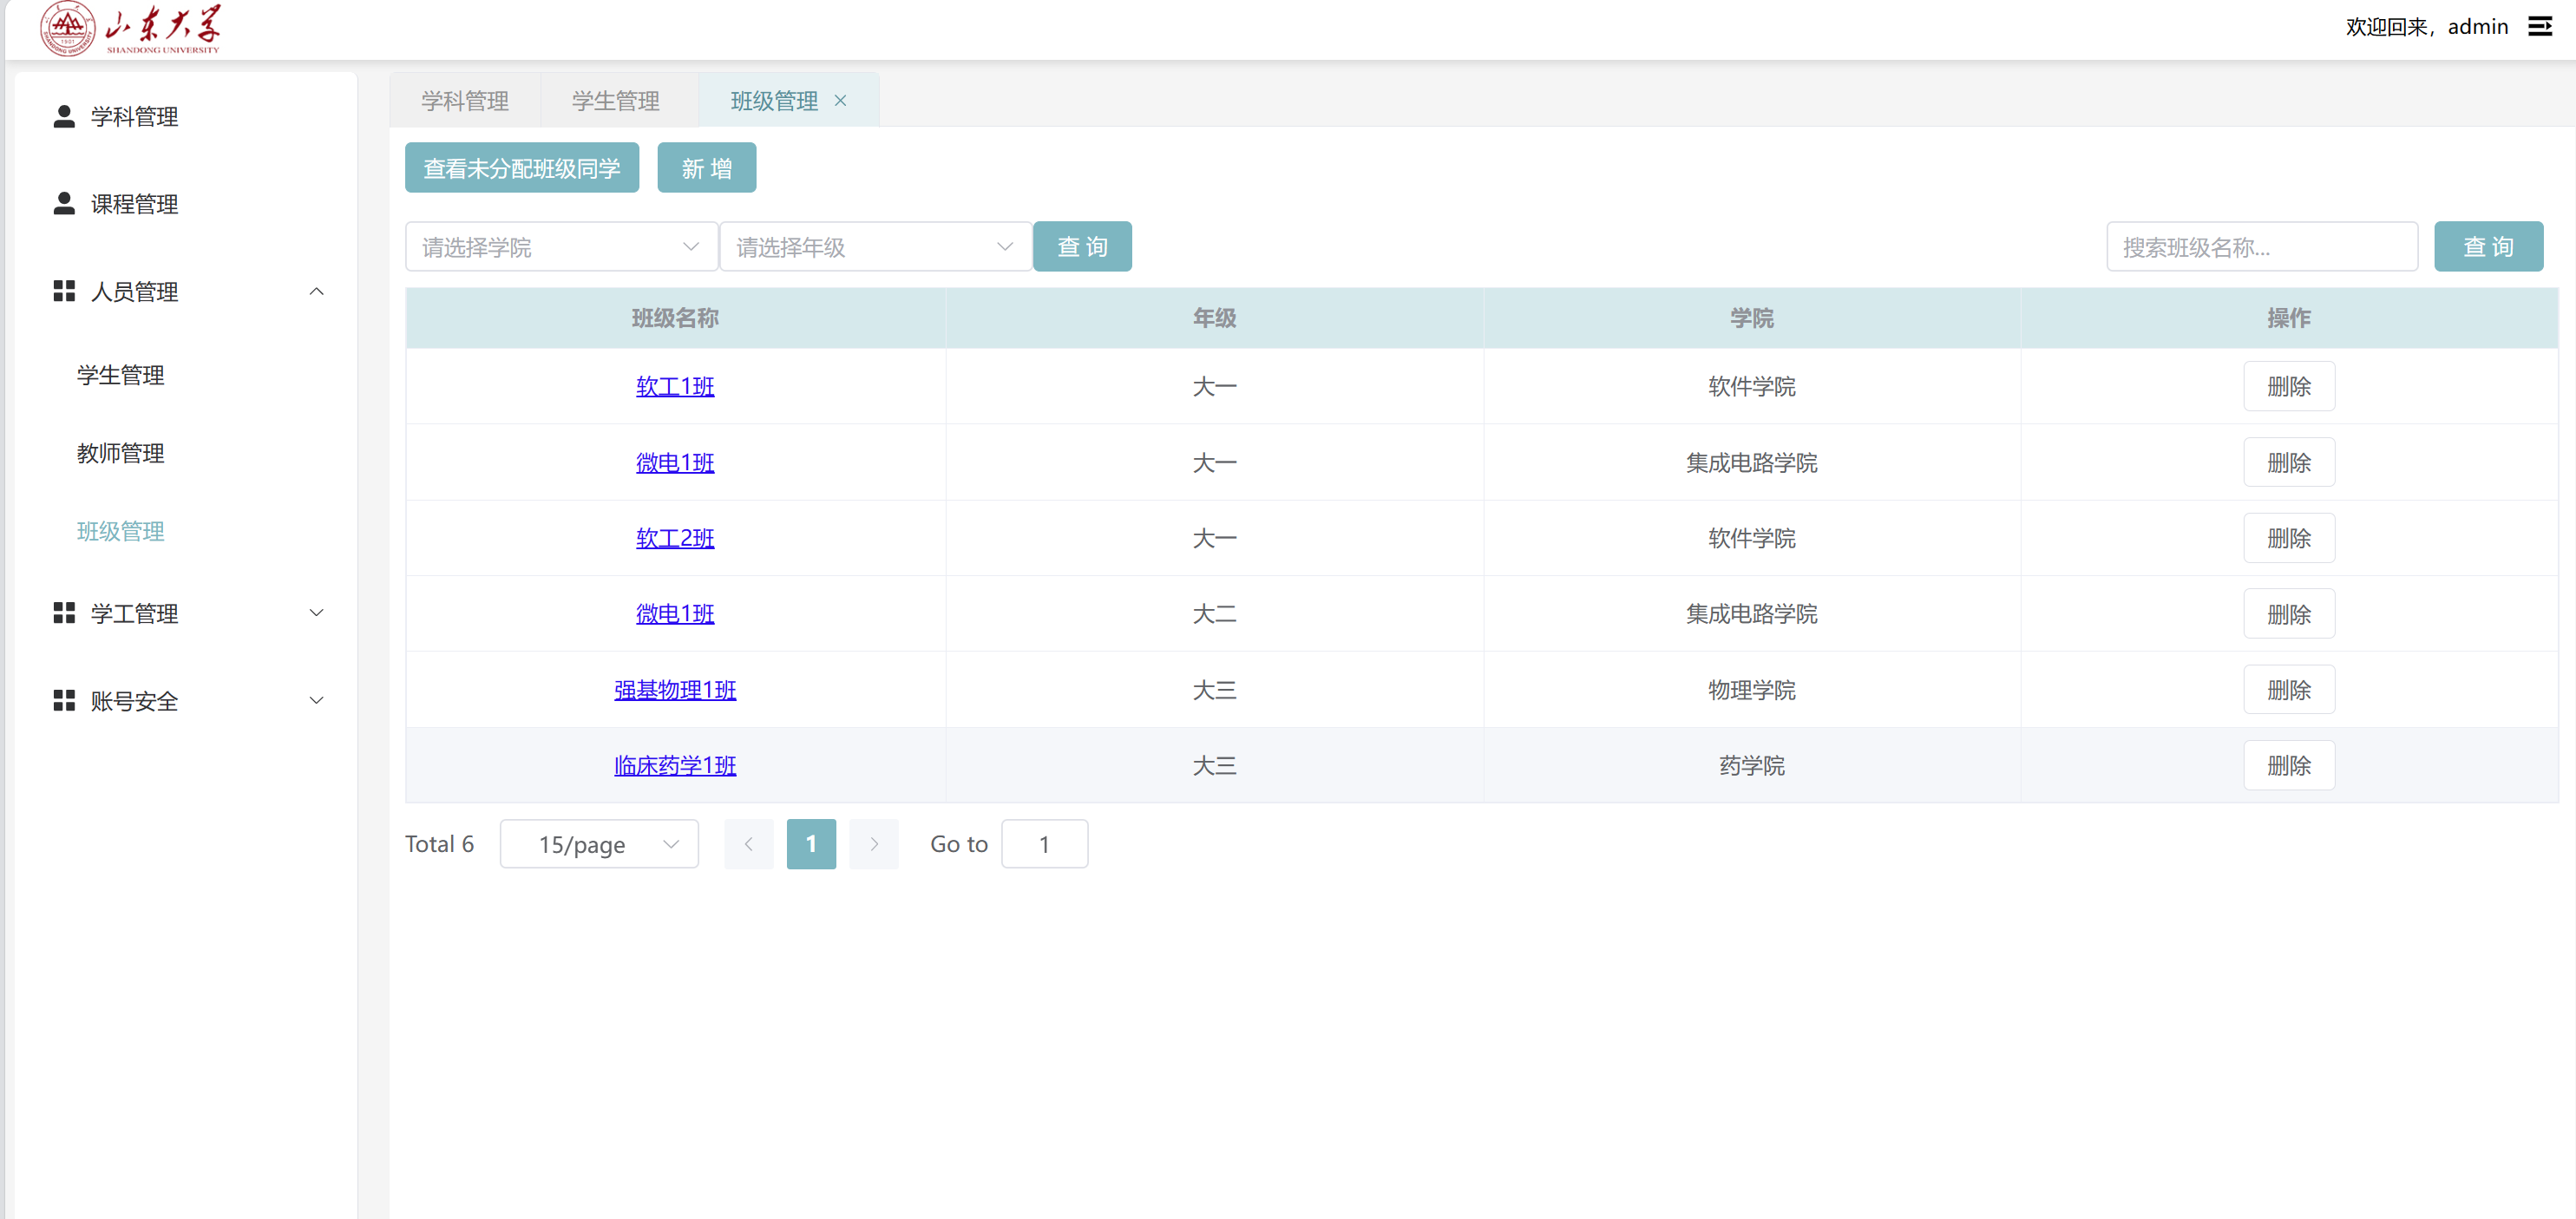 山东大学
SHANDONG UNIVERSITY
1901
欢迎回来，admin
学科管理
课程管理
人员管理
学生管理
教师管理
班级管理
学工管理
账号安全
学科管理 学生管理 班级管理
查看未分配班级同学 新 增
请选择学院 请选择年级 查 询 搜索班级名称... 查 询
班级名称 年级 学院 操作
软工1班 大一 软件学院 删除
微电1班 大一 集成电路学院 删除
软工2班 大一 软件学院 删除
微电1班 大二 集成电路学院 删除
强基物理1班 大三 物理学院 删除
临床药学1班 大三 药学院 删除
Total 6 15/page 1 Go to 1